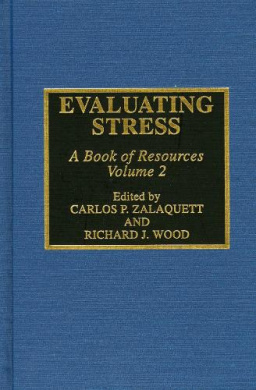 EVALUATING
STRESS
A Book of Resources
Volume 2
Edited by
CARLOS P. ZALAQUETT
AND
RICHARD J. WOOD